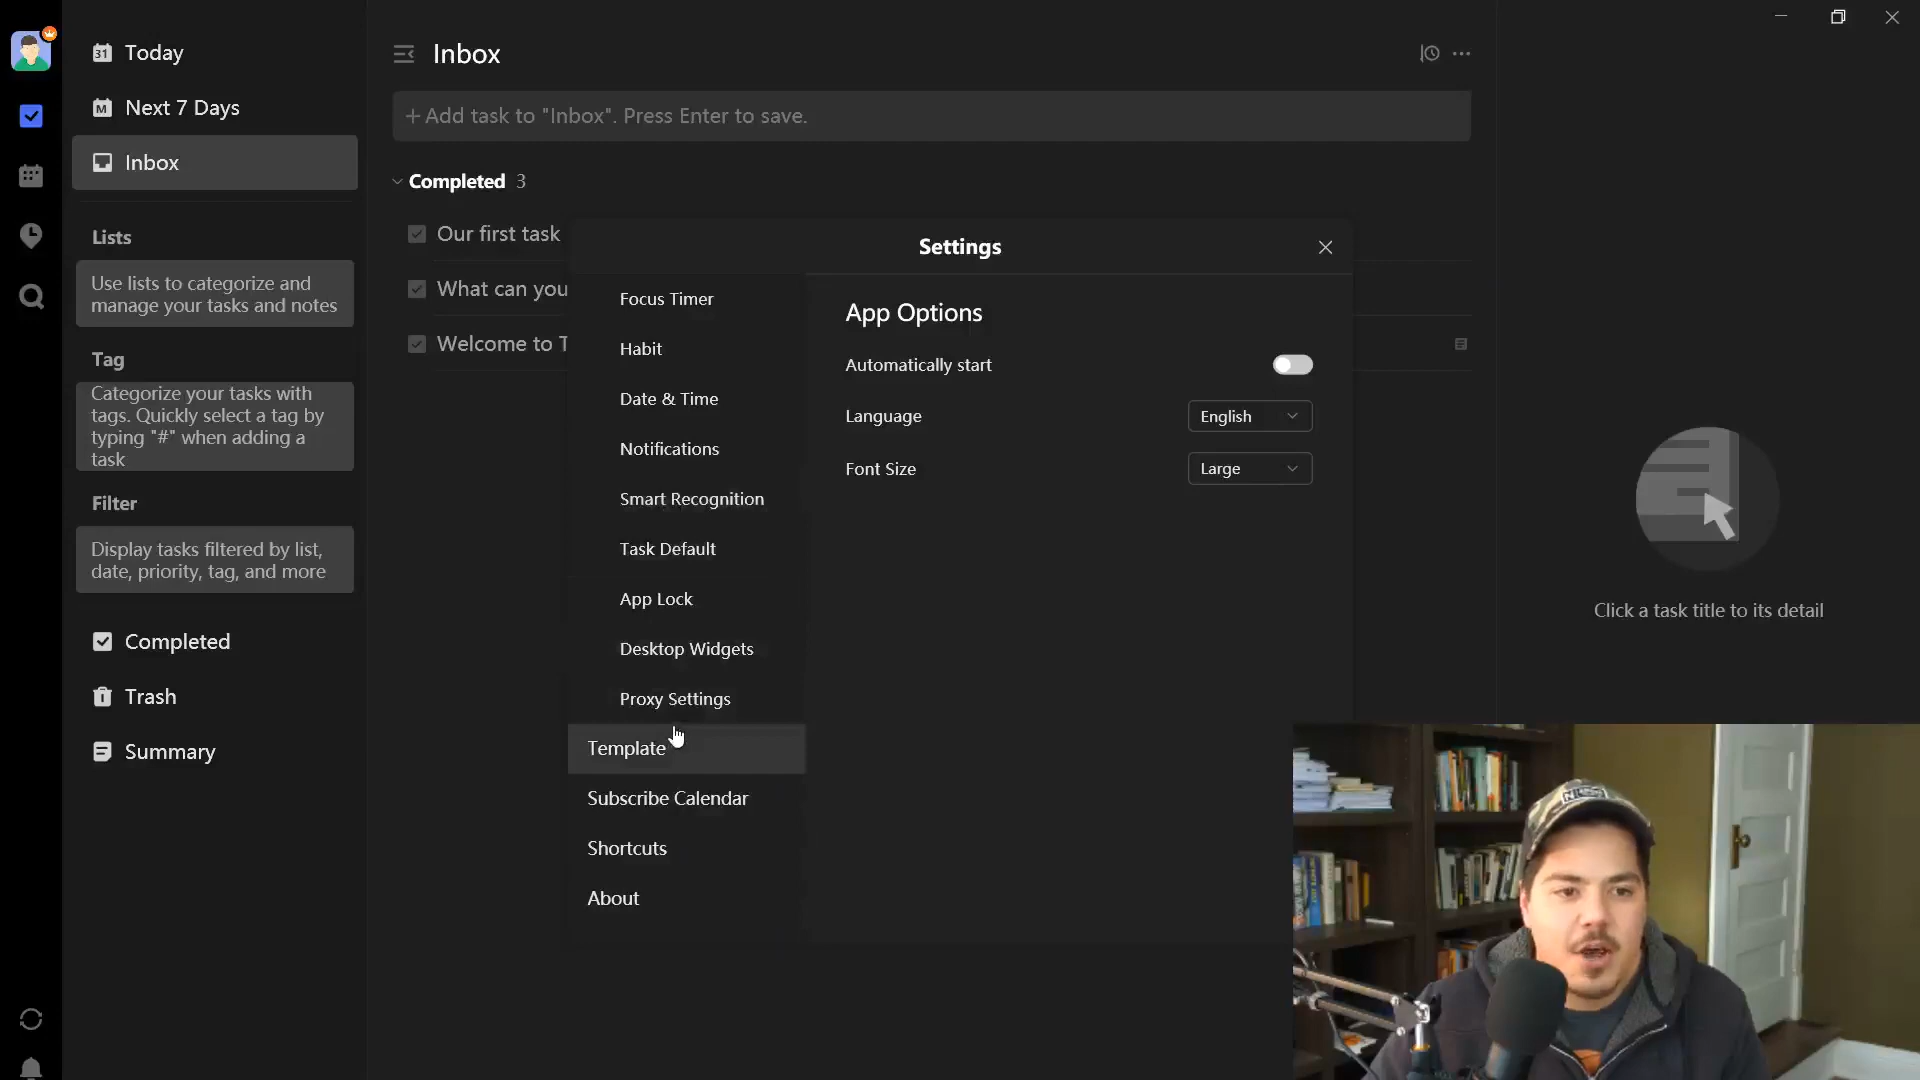 Today
Next 7 Days
Inbox
Lists
Use lists to categorize and
manage your tasks and notes
Tag
Categorize your tasks with
tags. Quickly select a tag by
typing "#" when adding a
task
Filter
Display tasks filtered by list,
date, priority, tag, and more
Completed
Trash
Summary
Inbox
+ Add task to "Inbox". Press Enter to save.
Completed 3
Our first task
What can you
Welcome to T
Settings
Focus Timer
Habit
Date & Time
Notifications
Smart Recognition
Task Default
App Lock
Desktop Widgets
Proxy Settings
Template
Subscribe Calendar
Shortcuts
About
App Options
Automatically start
Language
English
Font Size
Large
Click a task title to its detail